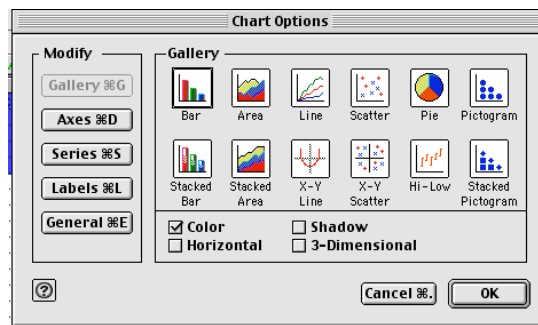 Chart Options
Modify
Gallery ⌘G
Axes ⌘D
Series ⌘S
Labels ⌘L
General ⌘E
Gallery
Bar
Area
Line
Scatter
Pie
Pictogram
Stacked
Bar
Stacked
Area
X-Y
Line
X-Y
Scatter
Hi-Low
Stacked
Pictogram
Color
Shadow
Horizontal
3-Dimensional
?
Cancel ⌘.
OK